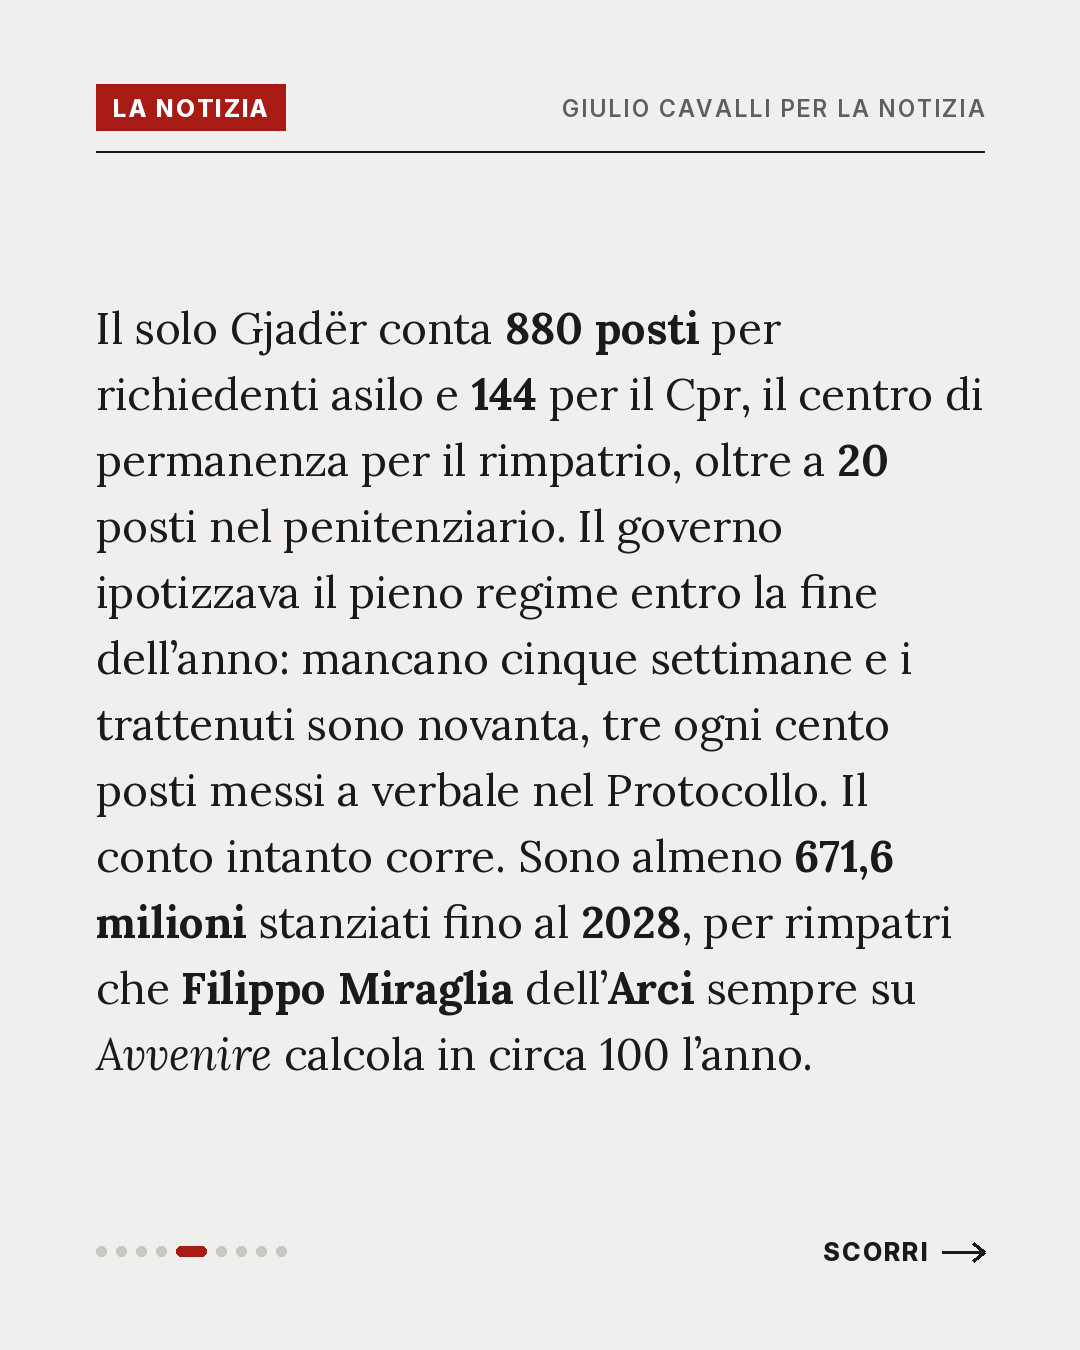 LA NOTIZIA
GIULIO CAVALLI PER LA NOTIZIA
Il solo Gjadër conta 880 posti per
richiedenti asilo e 144 per il Cpr, il centro di
permanenza per il rimpatrio, oltre a 20
posti nel penitenziario. Il governo
ipotizzava il pieno regime entro la fine
dell’anno: mancano cinque settimane e i
trattenuti sono novanta, tre ogni cento
posti messi a verbale nel Protocollo. Il
conto intanto corre. Sono almeno 671,6
milioni stanziati fino al 2028, per rimpatri
che Filippo Miraglia dell’Arci sempre su
Avvenire calcola in circa 100 l’anno.
SCORRI